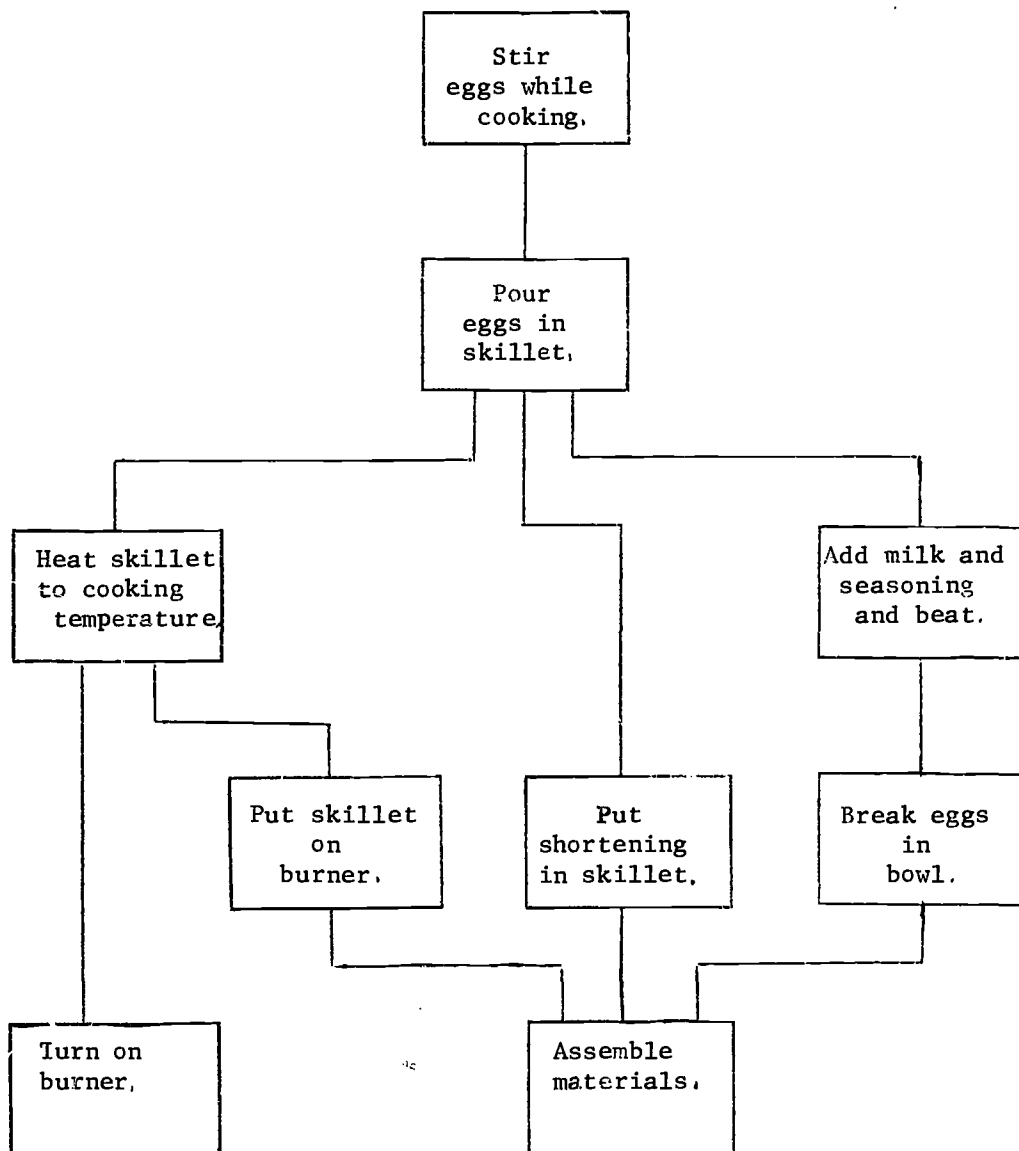 Stir
eggs while
cooking.
Pour
eggs in
skillet.
Heat skillet
to cooking
temperature.
Add milk and
seasoning
and beat.
Put skillet
on
burner.
Put
shortening
in skillet.
Break eggs
in
bowl.
Turn on
burner.
Assemble
materials.